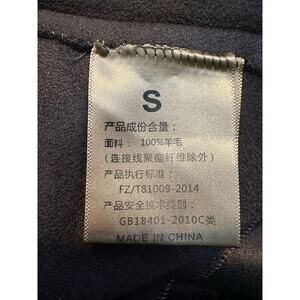 S
产品成份含量：
面料： 100%羊毛
(连接线聚酯纤维除外)
产品执行标准：
FZ/T81009-2014
产品安全技术类别：
GB18401-2010C类
MADE IN CHINA